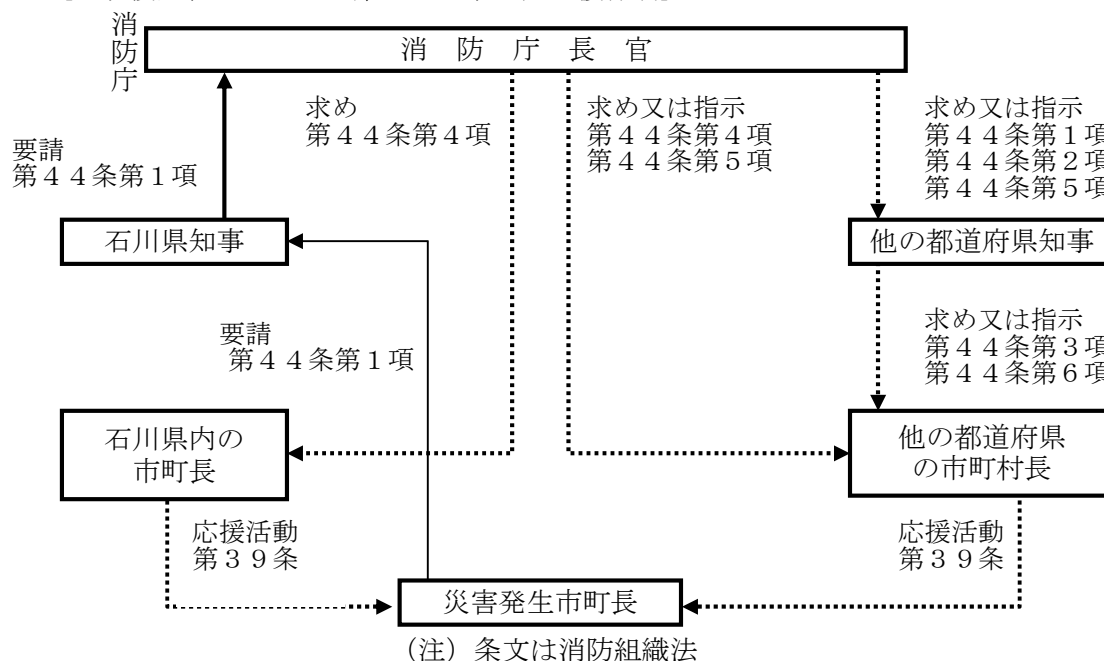 消防庁
消防庁長官
求め
第４４条第４項
求め又は指示
第４４条第４項
第４４条第５項
求め又は指示
第４４条第１項
第４４条第２項
第４４条第５項
要請
第４４条第１項
石川県知事
他の都道府県知事
要請
第４４条第１項
求め又は指示
第４４条第３項
第４４条第６項
石川県内の
市町長
他の都道府県
の市町村長
応援活動
第３９条
応援活動
第３９条
災害発生市町長
（注）条文は消防組織法